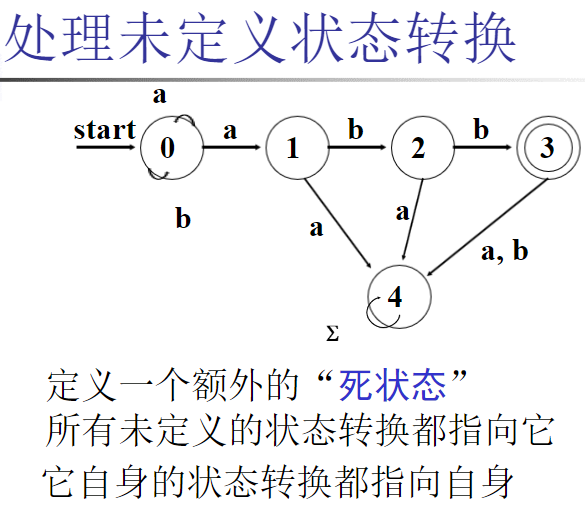 处理未定义状态转换
a
start
0
a
1
b
2
b
3
b
a
a
a, b
4
Σ
定义一个额外的“死状态”
所有未定义的状态转换都指向它
它自身的状态转换都指向自身